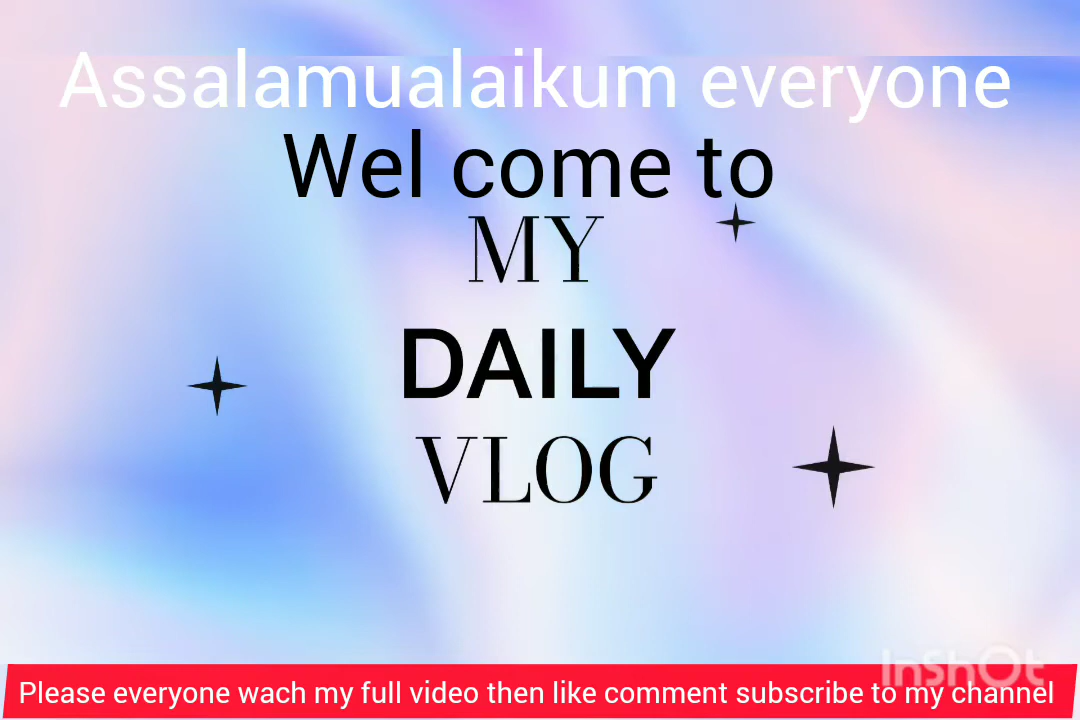 Assalamualaikum everyone
Wel come to
MY
DAILY
VLOG
InShOt
Please everyone wach my full video then like comment subscribe to my channel